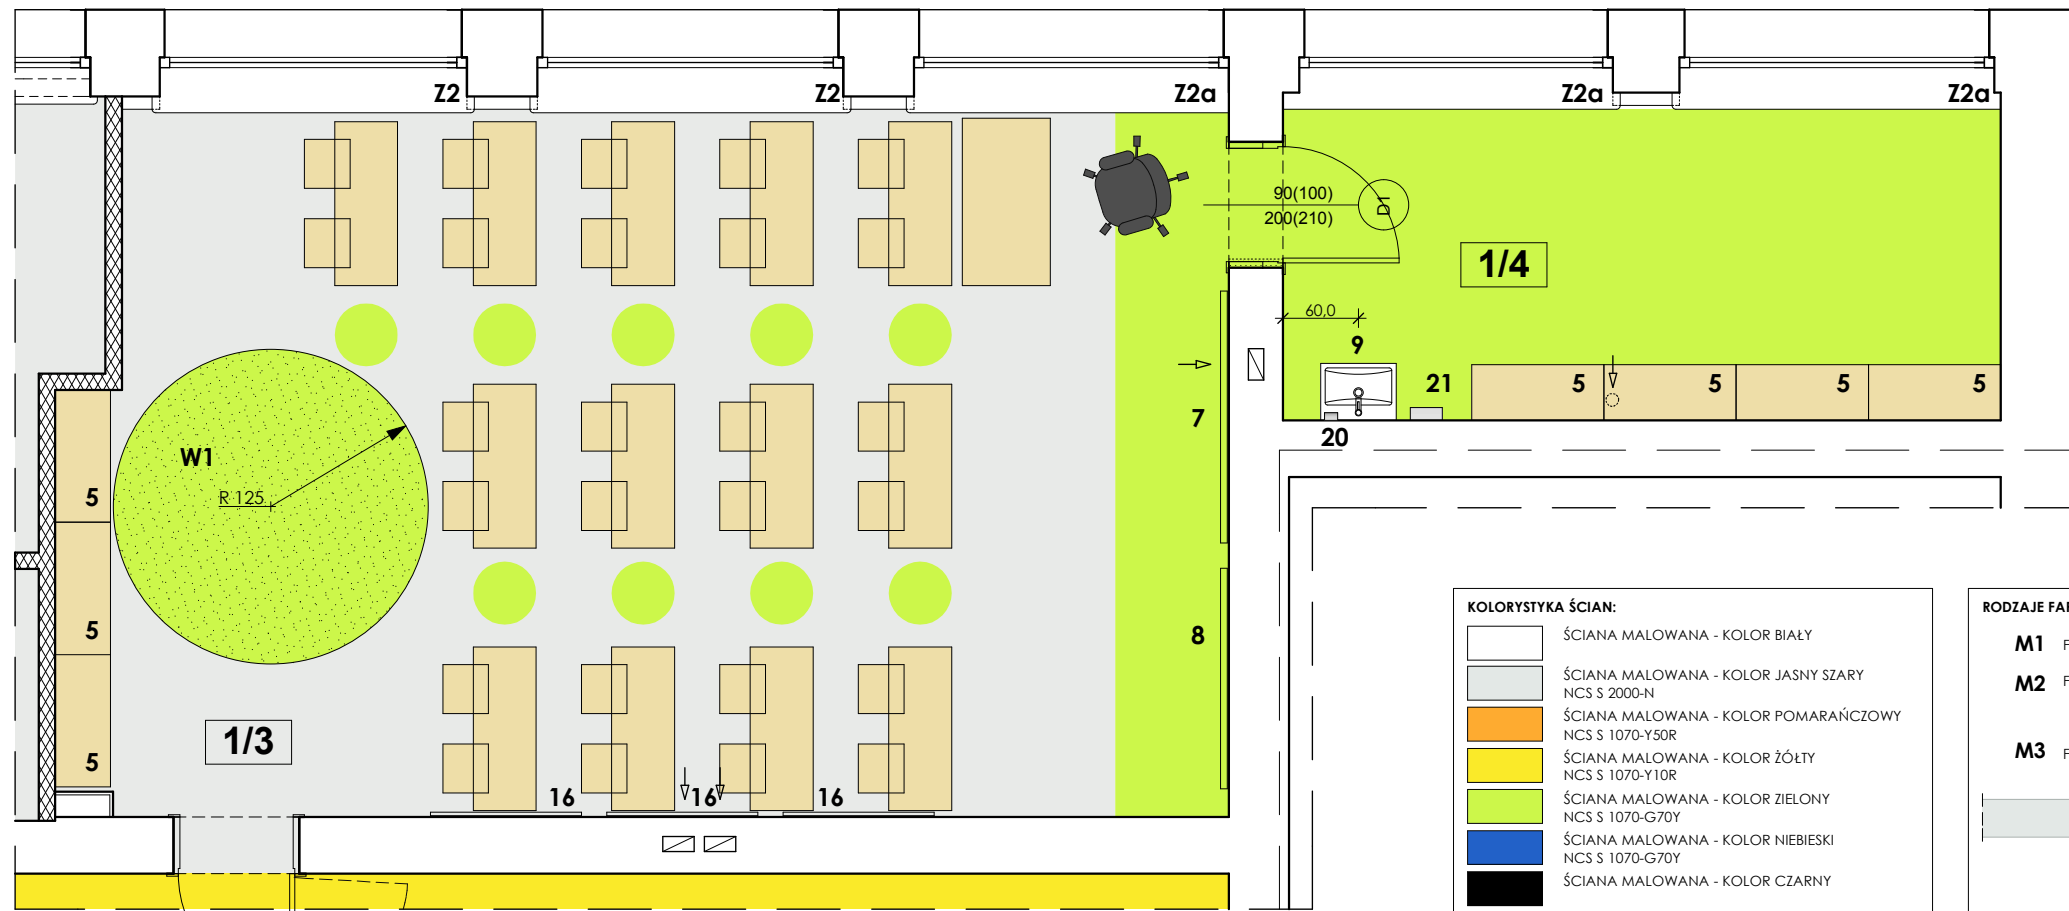 Z2
Z2
Z2a
Z2a
Z2a
90(100)
200(210)
D1
1/4
60,0
9
21
5
5
5
5
20
7
W1
R 125
5
5
5
8
1/3
16
16
16
KOLORYSTYKA ŚCIAN:
ŚCIANA MALOWANA - KOLOR BIAŁY
ŚCIANA MALOWANA - KOLOR JASNY SZARY
NCS S 2000-N
ŚCIANA MALOWANA - KOLOR POMARAŃCZOWY
NCS S 1070-Y50R
ŚCIANA MALOWANA - KOLOR ŻÓŁTY
NCS S 1070-Y10R
ŚCIANA MALOWANA - KOLOR ZIELONY
NCS S 1070-G70Y
ŚCIANA MALOWANA - KOLOR NIEBIESKI
NCS S 1070-G70Y
ŚCIANA MALOWANA - KOLOR CZARNY
RODZAJE
M1
M2
M3